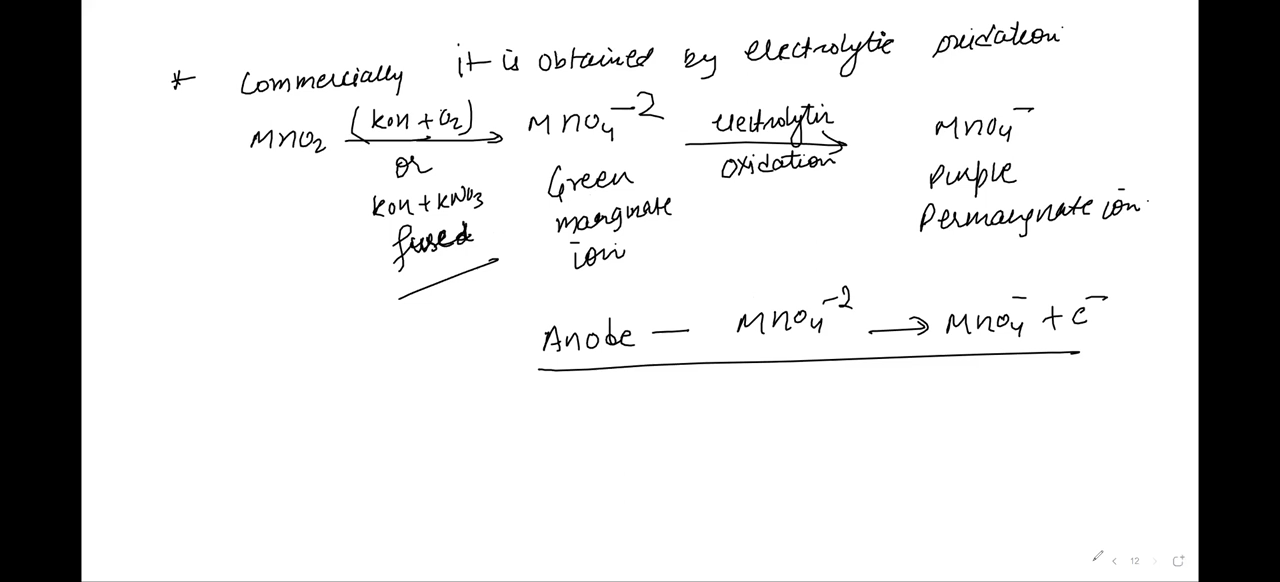 * Commercially it is obtained by electrolytic oxidation
MnO₂ (KOH + O₂) MnO₄⁻² electrolytic MnO₄⁻
or oxidation
KOH + KNO₃ Green Purple
fused manganate Permanganate ion
ion
Anode — MnO₄⁻² → MnO₄⁻ + e⁻
12